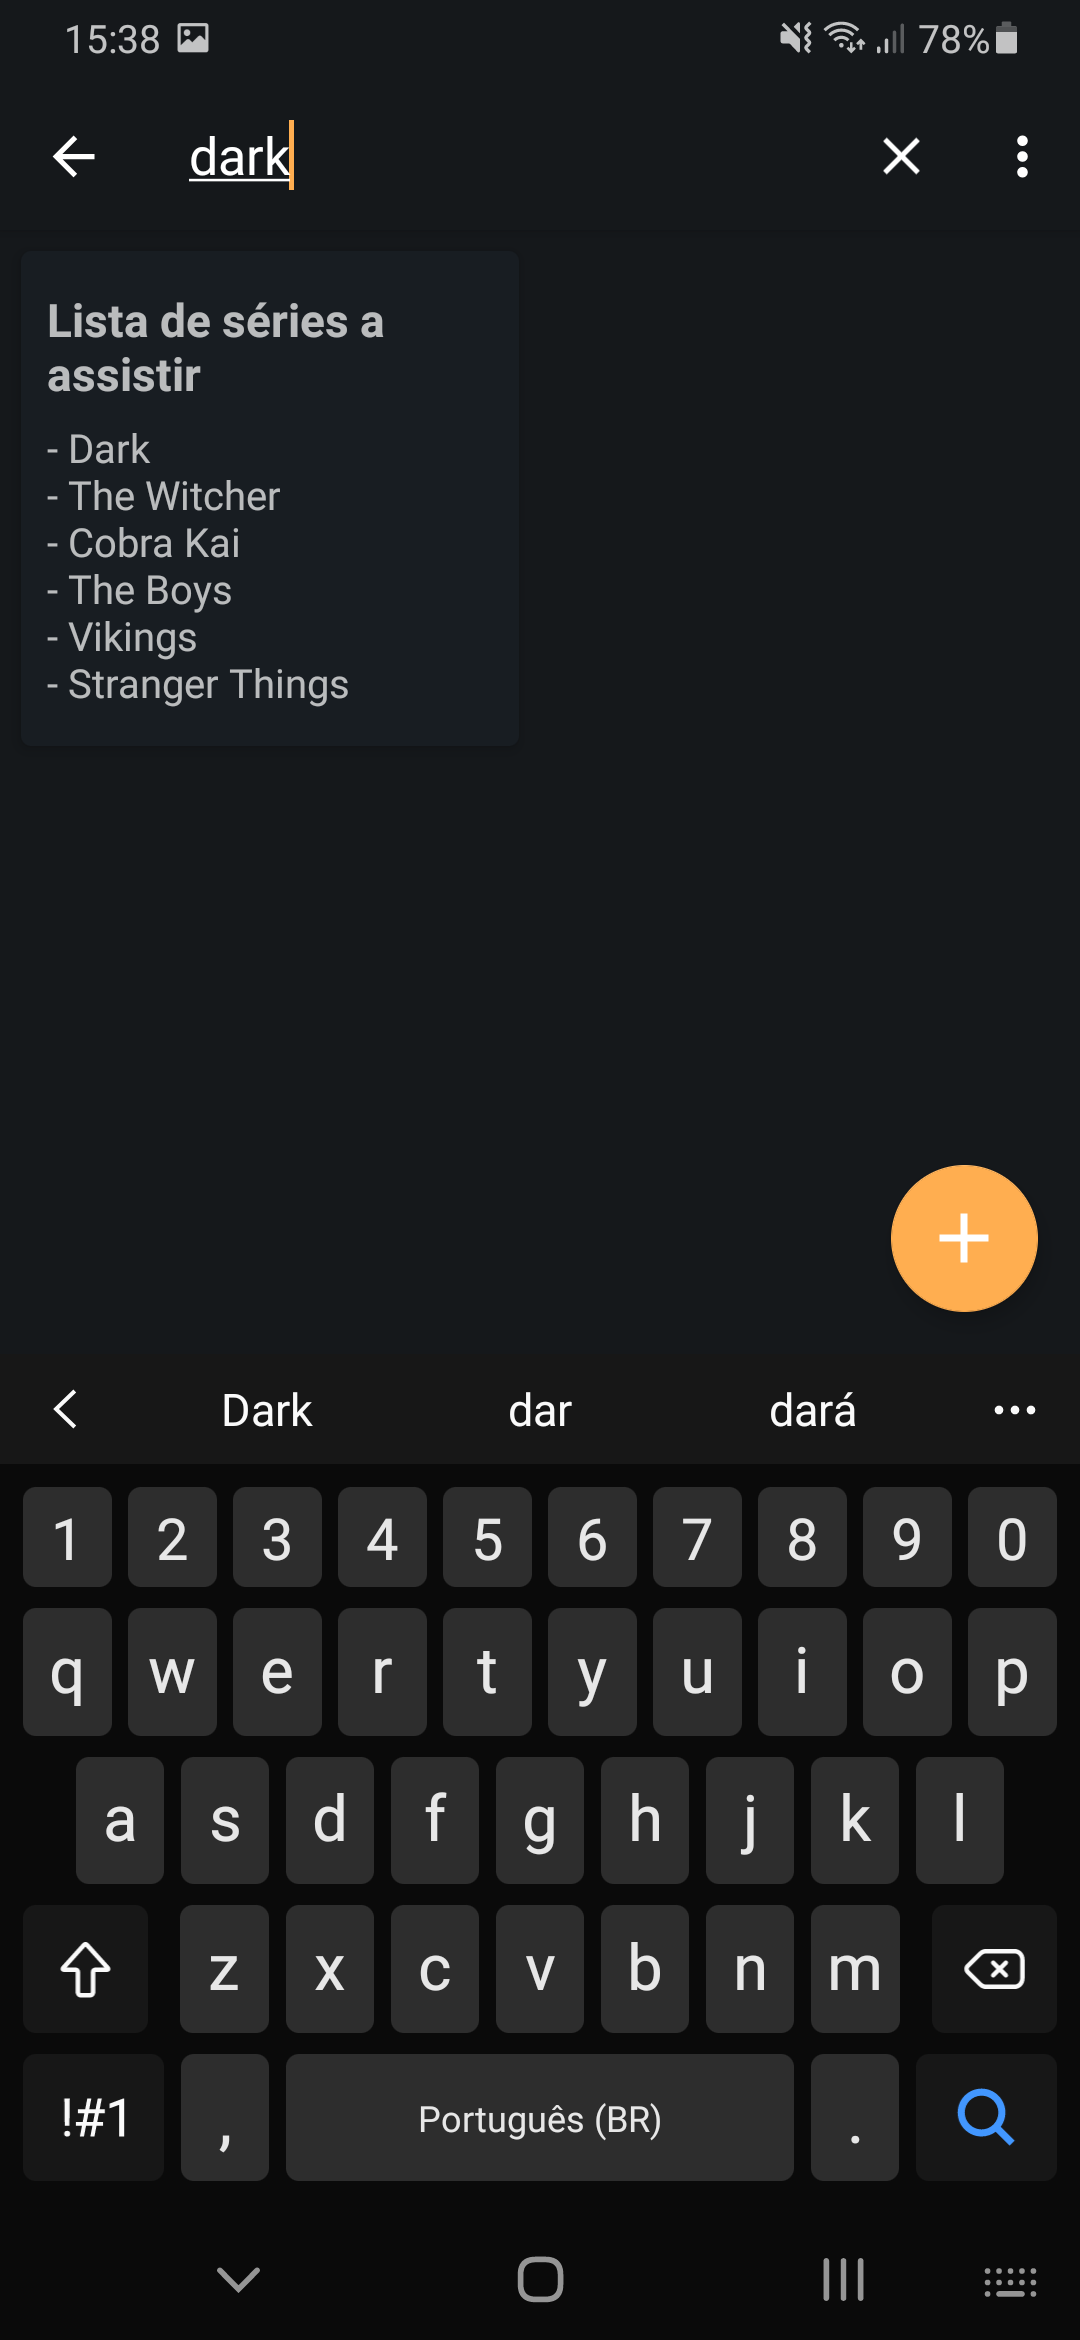 15:38 78%
dark
Lista de séries a
assistir
- Dark
- The Witcher
- Cobra Kai
- The Boys
- Vikings
- Stranger Things
Dark dar dará
1 2 3 4 5 6 7 8 9 0
q w e r t y u i o p
a s d f g h j k l
z x c v b n m
!#1 , Português (BR) .